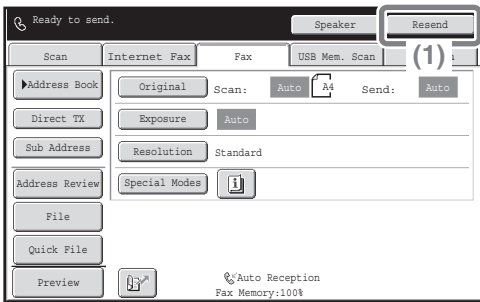 Ready to send.
Speaker
Resend
Scan
Internet Fax
Fax
USB Mem. Scan
(1)
Address Book
Original
Scan:
Auto
A4
Send:
Auto
Direct TX
Exposure
Auto
Sub Address
Resolution
Standard
Address Review
Special Modes
File
Quick File
Preview
Auto Reception
Fax Memory:100%